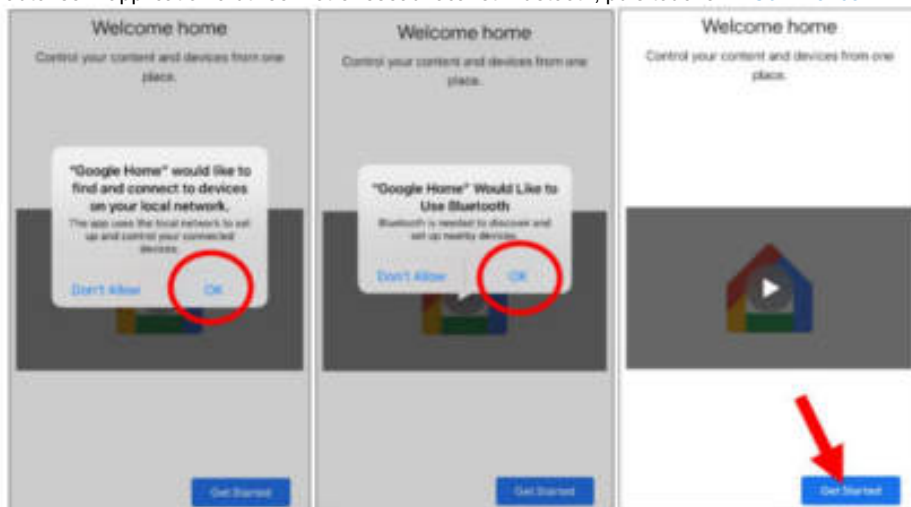 Welcome home
Control your content and devices from one
place.
"Google Home" would like to
find and connect to devices
on your local network.
The app uses the local network to set
up and control your connected
devices.
Don't Allow
OK
Get Started
Welcome home
Control your content and devices from one
place.
"Google Home" Would Like to
Use Bluetooth
Bluetooth is needed to discover and
set up nearby devices.
Don't Allow
OK
Get Started
Welcome home
Control your content and devices from one
place.
Get Started